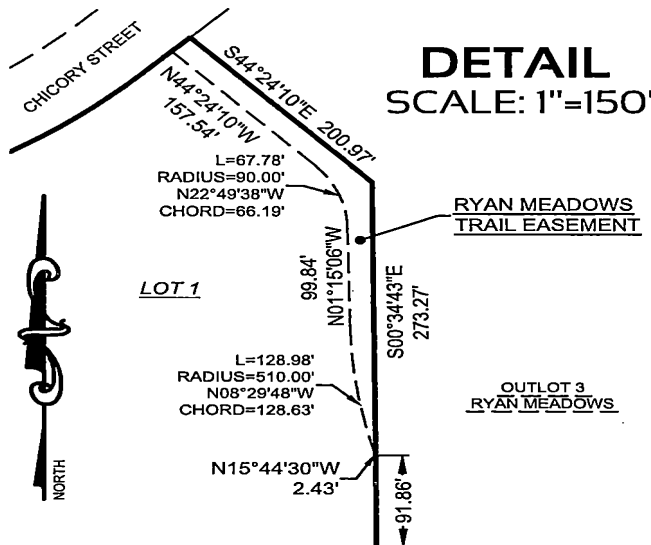 CHICORY STREET
S44°24'10"E 200.97'
DETAIL
SCALE: 1"=150'
N44°24'10"W
157.54'
L=67.78'
RADIUS=90.00'
N22°49'38"W
CHORD=66.19'
RYAN MEADOWS
TRAIL EASEMENT
LOT 1
99.84'
N01°15'06"W
S00°34'43"E
273.27'
L=128.98'
RADIUS=510.00'
N08°29'48"W
CHORD=128.63'
OUTLOT 3
RYAN MEADOWS
N15°44'30"W
2.43'
91.86'
NORTH